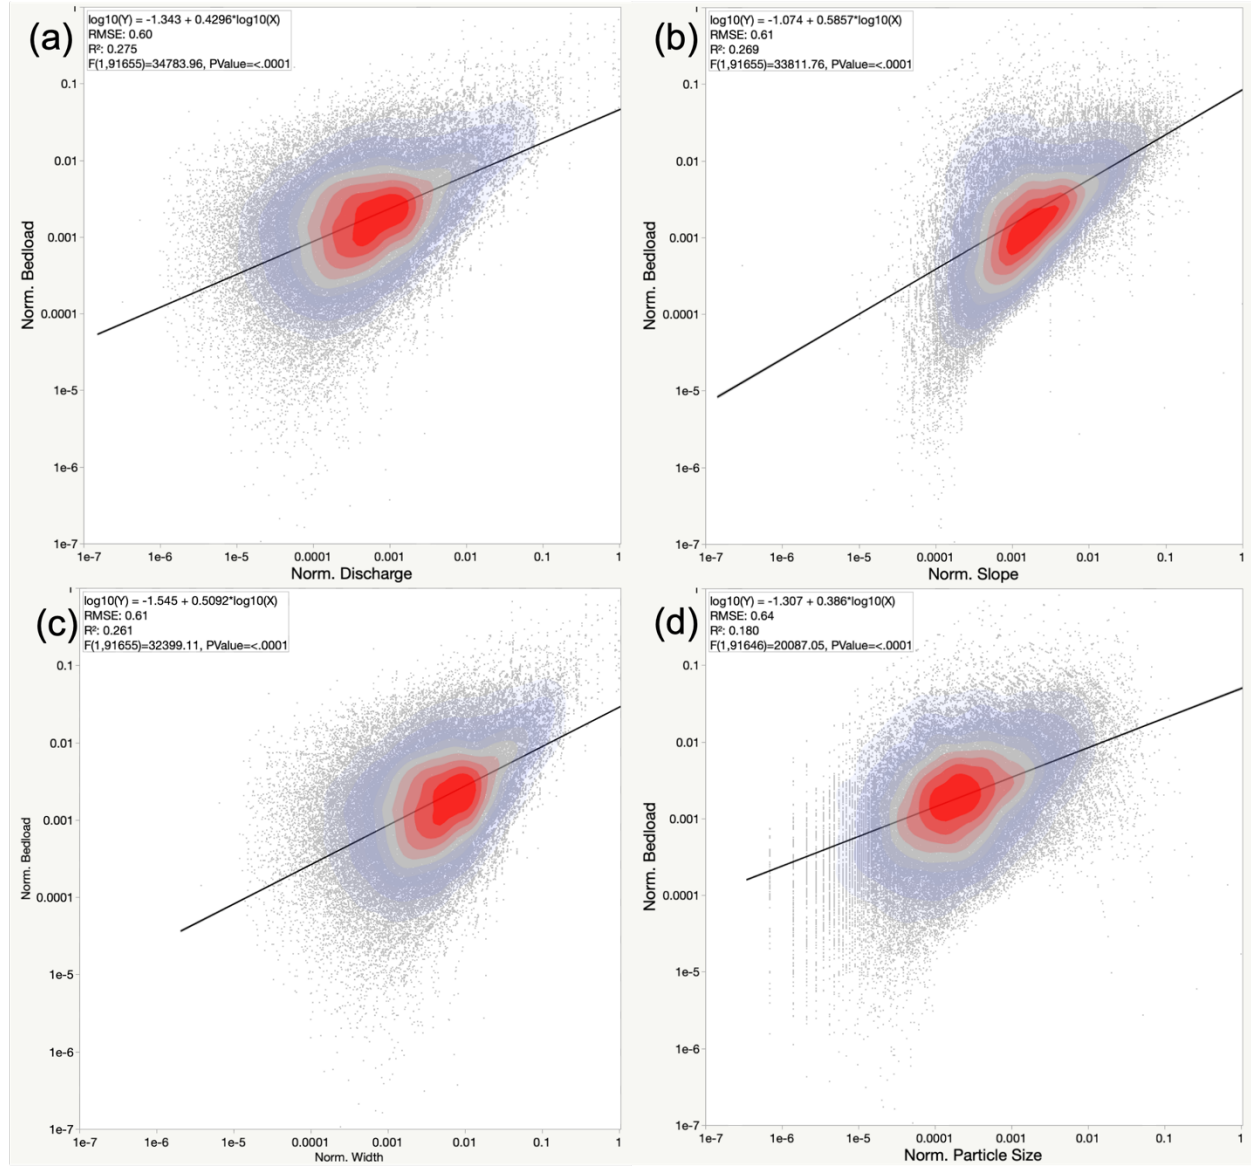 (a)
log10(Y) = -1.343 + 0.4296*log10(X)
RMSE: 0.60
R²: 0.275
F(1,91655)=34783.96, PValue=<.0001
0.1
0.01
0.001
0.0001
1e-5
1e-6
1e-7
Norm. Bedload
1e-7 1e-6 1e-5 0.0001 0.001 0.01 0.1 1
Norm. Discharge
(b)
log10(Y) = -1.074 + 0.5857*log10(X)
RMSE: 0.61
R²: 0.269
F(1,91655)=33811.76, PValue=<.0001
0.1
0.01
0.001
0.0001
1e-5
1e-6
1e-7
Norm. Bedload
1e-7 1e-6 1e-5 0.0001 0.001 0.01 0.1 1
Norm. Slope
(c)
log10(Y) = -1.545 + 0.5092*log10(X)
RMSE: 0.61
R²: 0.261
F(1,91655)=32399.11, PValue=<.0001
0.1
0.01
0.001
0.0001
1e-5
1e-6
1e-7
Norm. Bedload
1e-7 1e-6 1e-5 0.0001 0.001 0.01 0.1 1
Norm. Width
(d)
log10(Y) = -1.307 + 0.386*log10(X)
RMSE: 0.64
R²: 0.180
F(1,91646)=20087.05, PValue=<.0001
0.1
0.01
0.001
0.0001
1e-5
1e-6
1e-7
Norm. Bedload
1e-7 1e-6 1e-5 0.0001 0.001 0.01 0.1 1
Norm. Particle Size